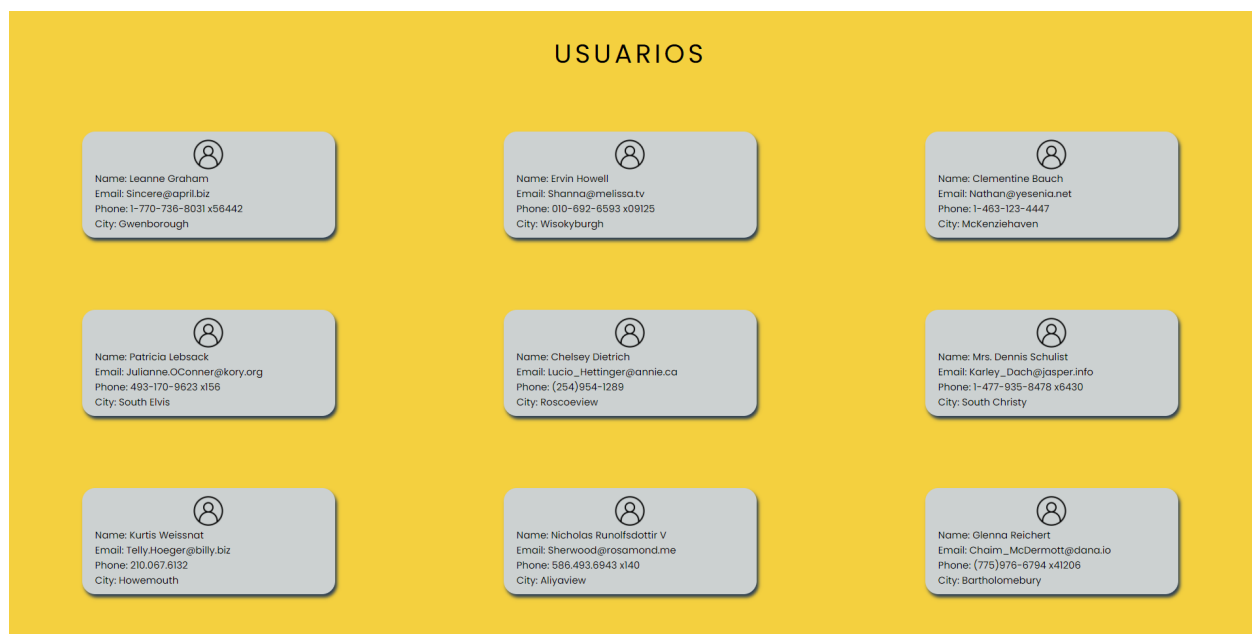 USUARIOS
Name: Leanne Graham
Email: Sincere@april.biz
Phone: 1-770-736-8031 x56442
City: Gwenborough
Name: Ervin Howell
Email: Shanna@melissa.tv
Phone: 010-692-6593 x09125
City: Wisokyburgh
Name: Clementine Bauch
Email: Nathan@yesenia.net
Phone: 1-463-123-4447
City: McKenziehaven
Name: Patricia Lebsack
Email: Julianne.OConner@kory.org
Phone: 493-170-9623 x156
City: South Elvis
Name: Chelsey Dietrich
Email: Lucio_Hettinger@annie.ca
Phone: (254)954-1289
City: Roscoeview
Name: Mrs. Dennis Schulist
Email: Karley_Dach@jasper.info
Phone: 1-477-935-8478 x6430
City: South Christy
Name: Kurtis Weissnat
Email: Telly.Hoeger@billy.biz
Phone: 210.067.6132
City: Howemouth
Name: Nicholas Runolfsdottir V
Email: Sherwood@rosamond.me
Phone: 586.493.6943 x140
City: Aliyaview
Name: Glenna Reichert
Email: Chaim_McDermott@dana.io
Phone: (775)976-6794 x41206
City: Bartholomebury